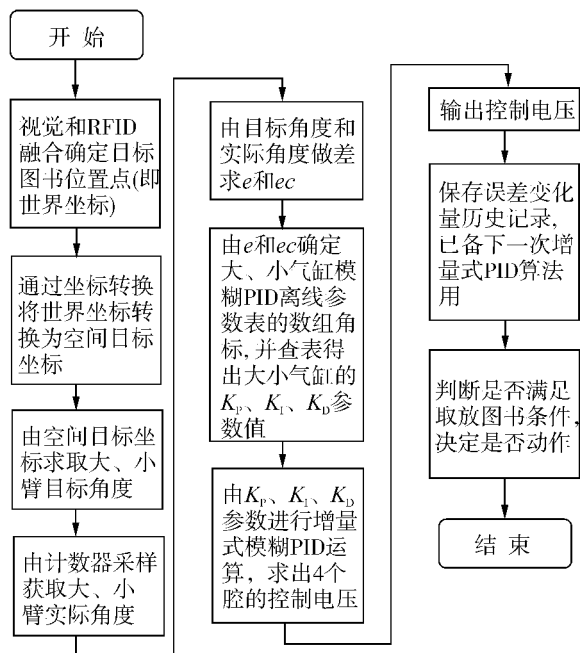 开 始
视觉和RFID
融合确定目标
图书位置点(即
世界坐标)
通过坐标转换
将世界坐标转
换为空间目标
坐标
由空间目标坐
标求取大、小
臂目标角度
由计数器采样
获取大、小
臂实际角度
由目标角度和
实际角度做差
求e和ec
由e和ec确定
大、小气缸模
糊PID离线参
数表的数组角
标,并查表得
出大小气缸的
K_P、K_I、K_D参
数值
由K_P、K_I、K_D
参数进行增量
式模糊PID运
算，求出4个
腔的控制电压
输出控制电压
保存误差变化
量历史记录,
已备下一次增
量式PID算法
用
判断是否满足
取放图书条件,
决定是否动作
结 束